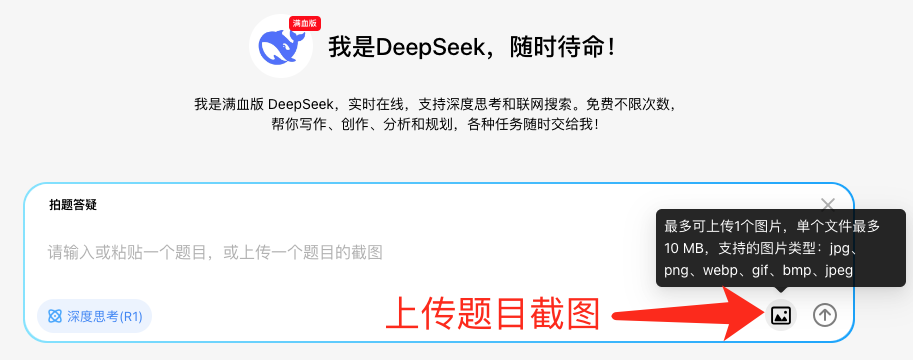 满血版
我是DeepSeek，随时待命！
我是满血版 DeepSeek，实时在线，支持深度思考和联网搜索。免费不限次数，
帮你写作、创作、分析和规划，各种任务随时交给我！
拍题答疑
请输入或粘贴一个题目，或上传一个题目的截图
最多可上传1个图片，单个文件最多
10 MB，支持的图片类型：jpg、
png、webp、gif、bmp、jpeg
深度思考(R1)
上传题目截图